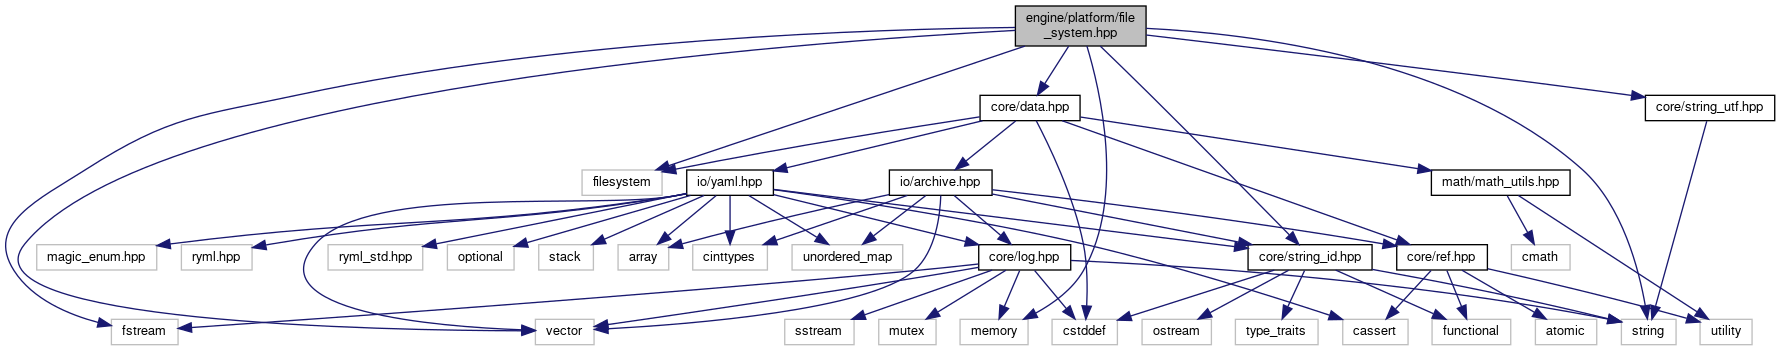 engine/platform/file
_system.hpp
core/data.hpp
core/string_utf.hpp
filesystem
io/yaml.hpp
io/archive.hpp
math/math_utils.hpp
magic_enum.hpp
ryml.hpp
ryml_std.hpp
optional
stack
array
cinttypes
unordered_map
core/log.hpp
core/string_id.hpp
core/ref.hpp
cmath
fstream
vector
sstream
mutex
memory
cstddef
ostream
type_traits
cassert
functional
atomic
string
utility